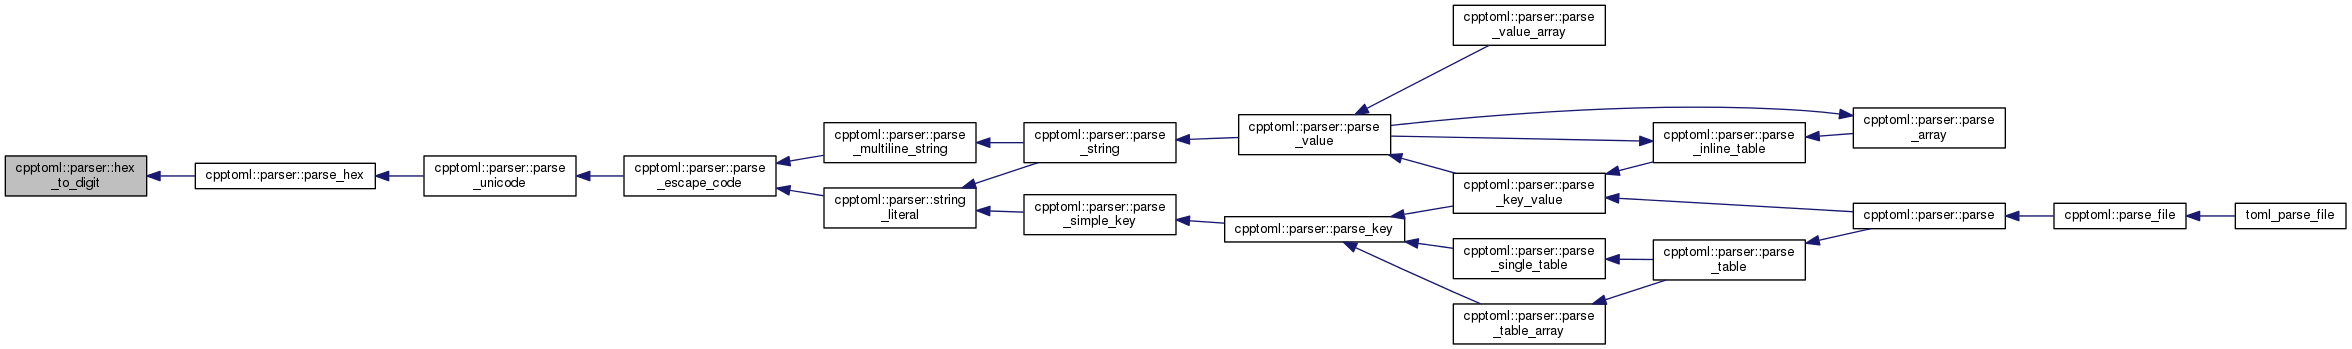 cpptoml::parser::hex
_to_digit
cpptoml::parser::parse_hex
cpptoml::parser::parse
_unicode
cpptoml::parser::parse
_escape_code
cpptoml::parser::parse
_multiline_string
cpptoml::parser::string
_literal
cpptoml::parser::parse
_string
cpptoml::parser::parse
_simple_key
cpptoml::parser::parse
_value
cpptoml::parser::parse_key
cpptoml::parser::parse
_value_array
cpptoml::parser::parse
_key_value
cpptoml::parser::parse
_single_table
cpptoml::parser::parse
_table_array
cpptoml::parser::parse
_inline_table
cpptoml::parser::parse
_table
cpptoml::parser::parse
_array
cpptoml::parser::parse
cpptoml::parse_file
toml_parse_file